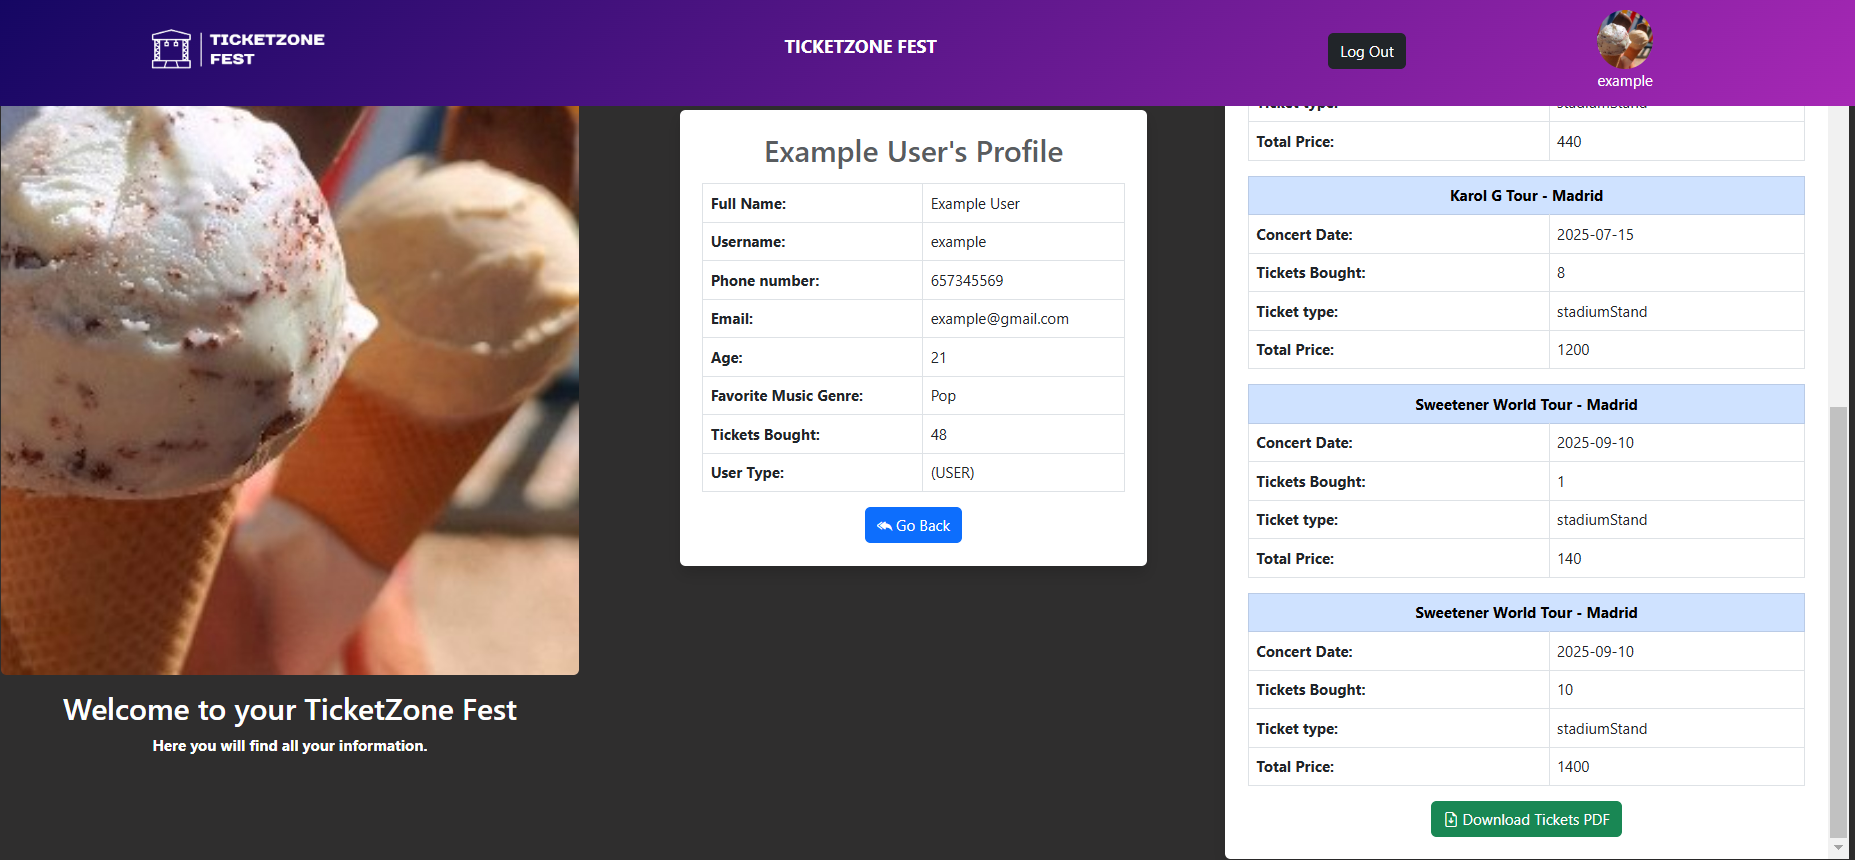 TICKETZONE
FEST
TICKETZONE FEST
Log Out
example
Welcome to your TicketZone Fest
Here you will find all your information.
Example User's Profile
Full Name: Example User
Username: example
Phone number: 657345569
Email: example@gmail.com
Age: 21
Favorite Music Genre: Pop
Tickets Bought: 48
User Type: (USER)
Go Back
Ticket type: stadiumStand
Total Price: 440
Karol G Tour - Madrid
Concert Date: 2025-07-15
Tickets Bought: 8
Ticket type: stadiumStand
Total Price: 1200
Sweetener World Tour - Madrid
Concert Date: 2025-09-10
Tickets Bought: 1
Ticket type: stadiumStand
Total Price: 140
Sweetener World Tour - Madrid
Concert Date: 2025-09-10
Tickets Bought: 10
Ticket type: stadiumStand
Total Price: 1400
Download Tickets PDF